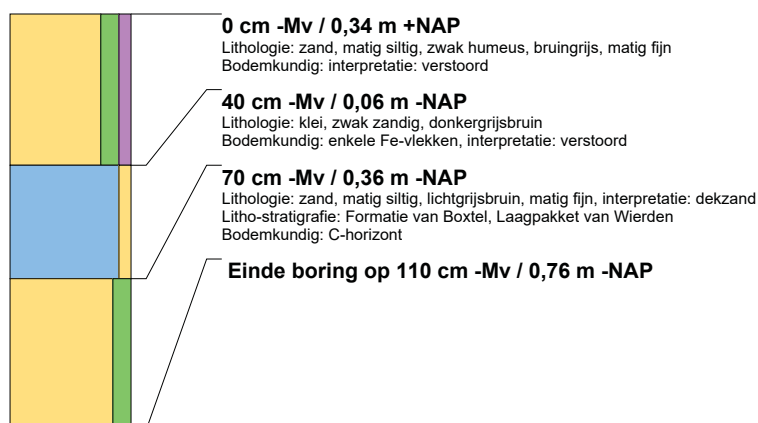 0 cm -Mv / 0,34 m +NAP
Lithologie: zand, matig siltig, zwak humeus, bruingrijs, matig fijn
Bodemkundig: interpretatie: verstoord
40 cm -Mv / 0,06 m -NAP
Lithologie: klei, zwak zandig, donkergrijsbruin
Bodemkundig: enkele Fe-vlekken, interpretatie: verstoord
70 cm -Mv / 0,36 m -NAP
Lithologie: zand, matig siltig, lichtgrijsbruin, matig fijn, interpretatie: dekzand
Litho-stratigrafie: Formatie van Boxtel, Laagpakket van Wierden
Bodemkundig: C-horizont
Einde boring op 110 cm -Mv / 0,76 m -NAP